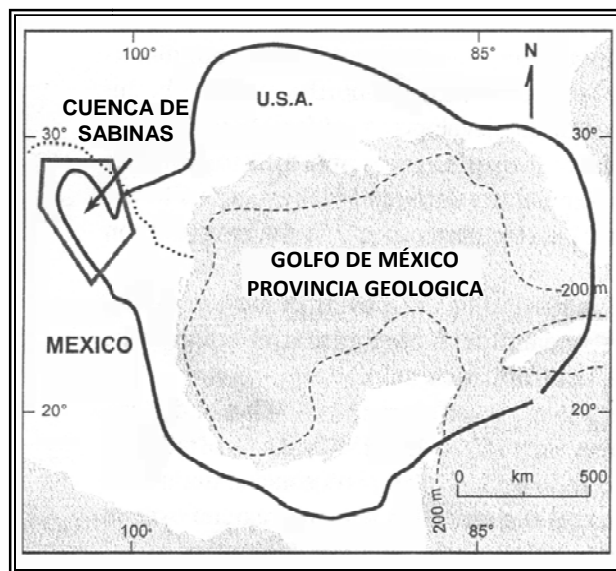 100°
85°
N
U.S.A.
CUENCA DE
SABINAS
30°
30°
GOLFO DE MÉXICO
PROVINCIA GEOLOGICA
200 m
MEXICO
20°
20°
0 km 500
200 m
100°
85°